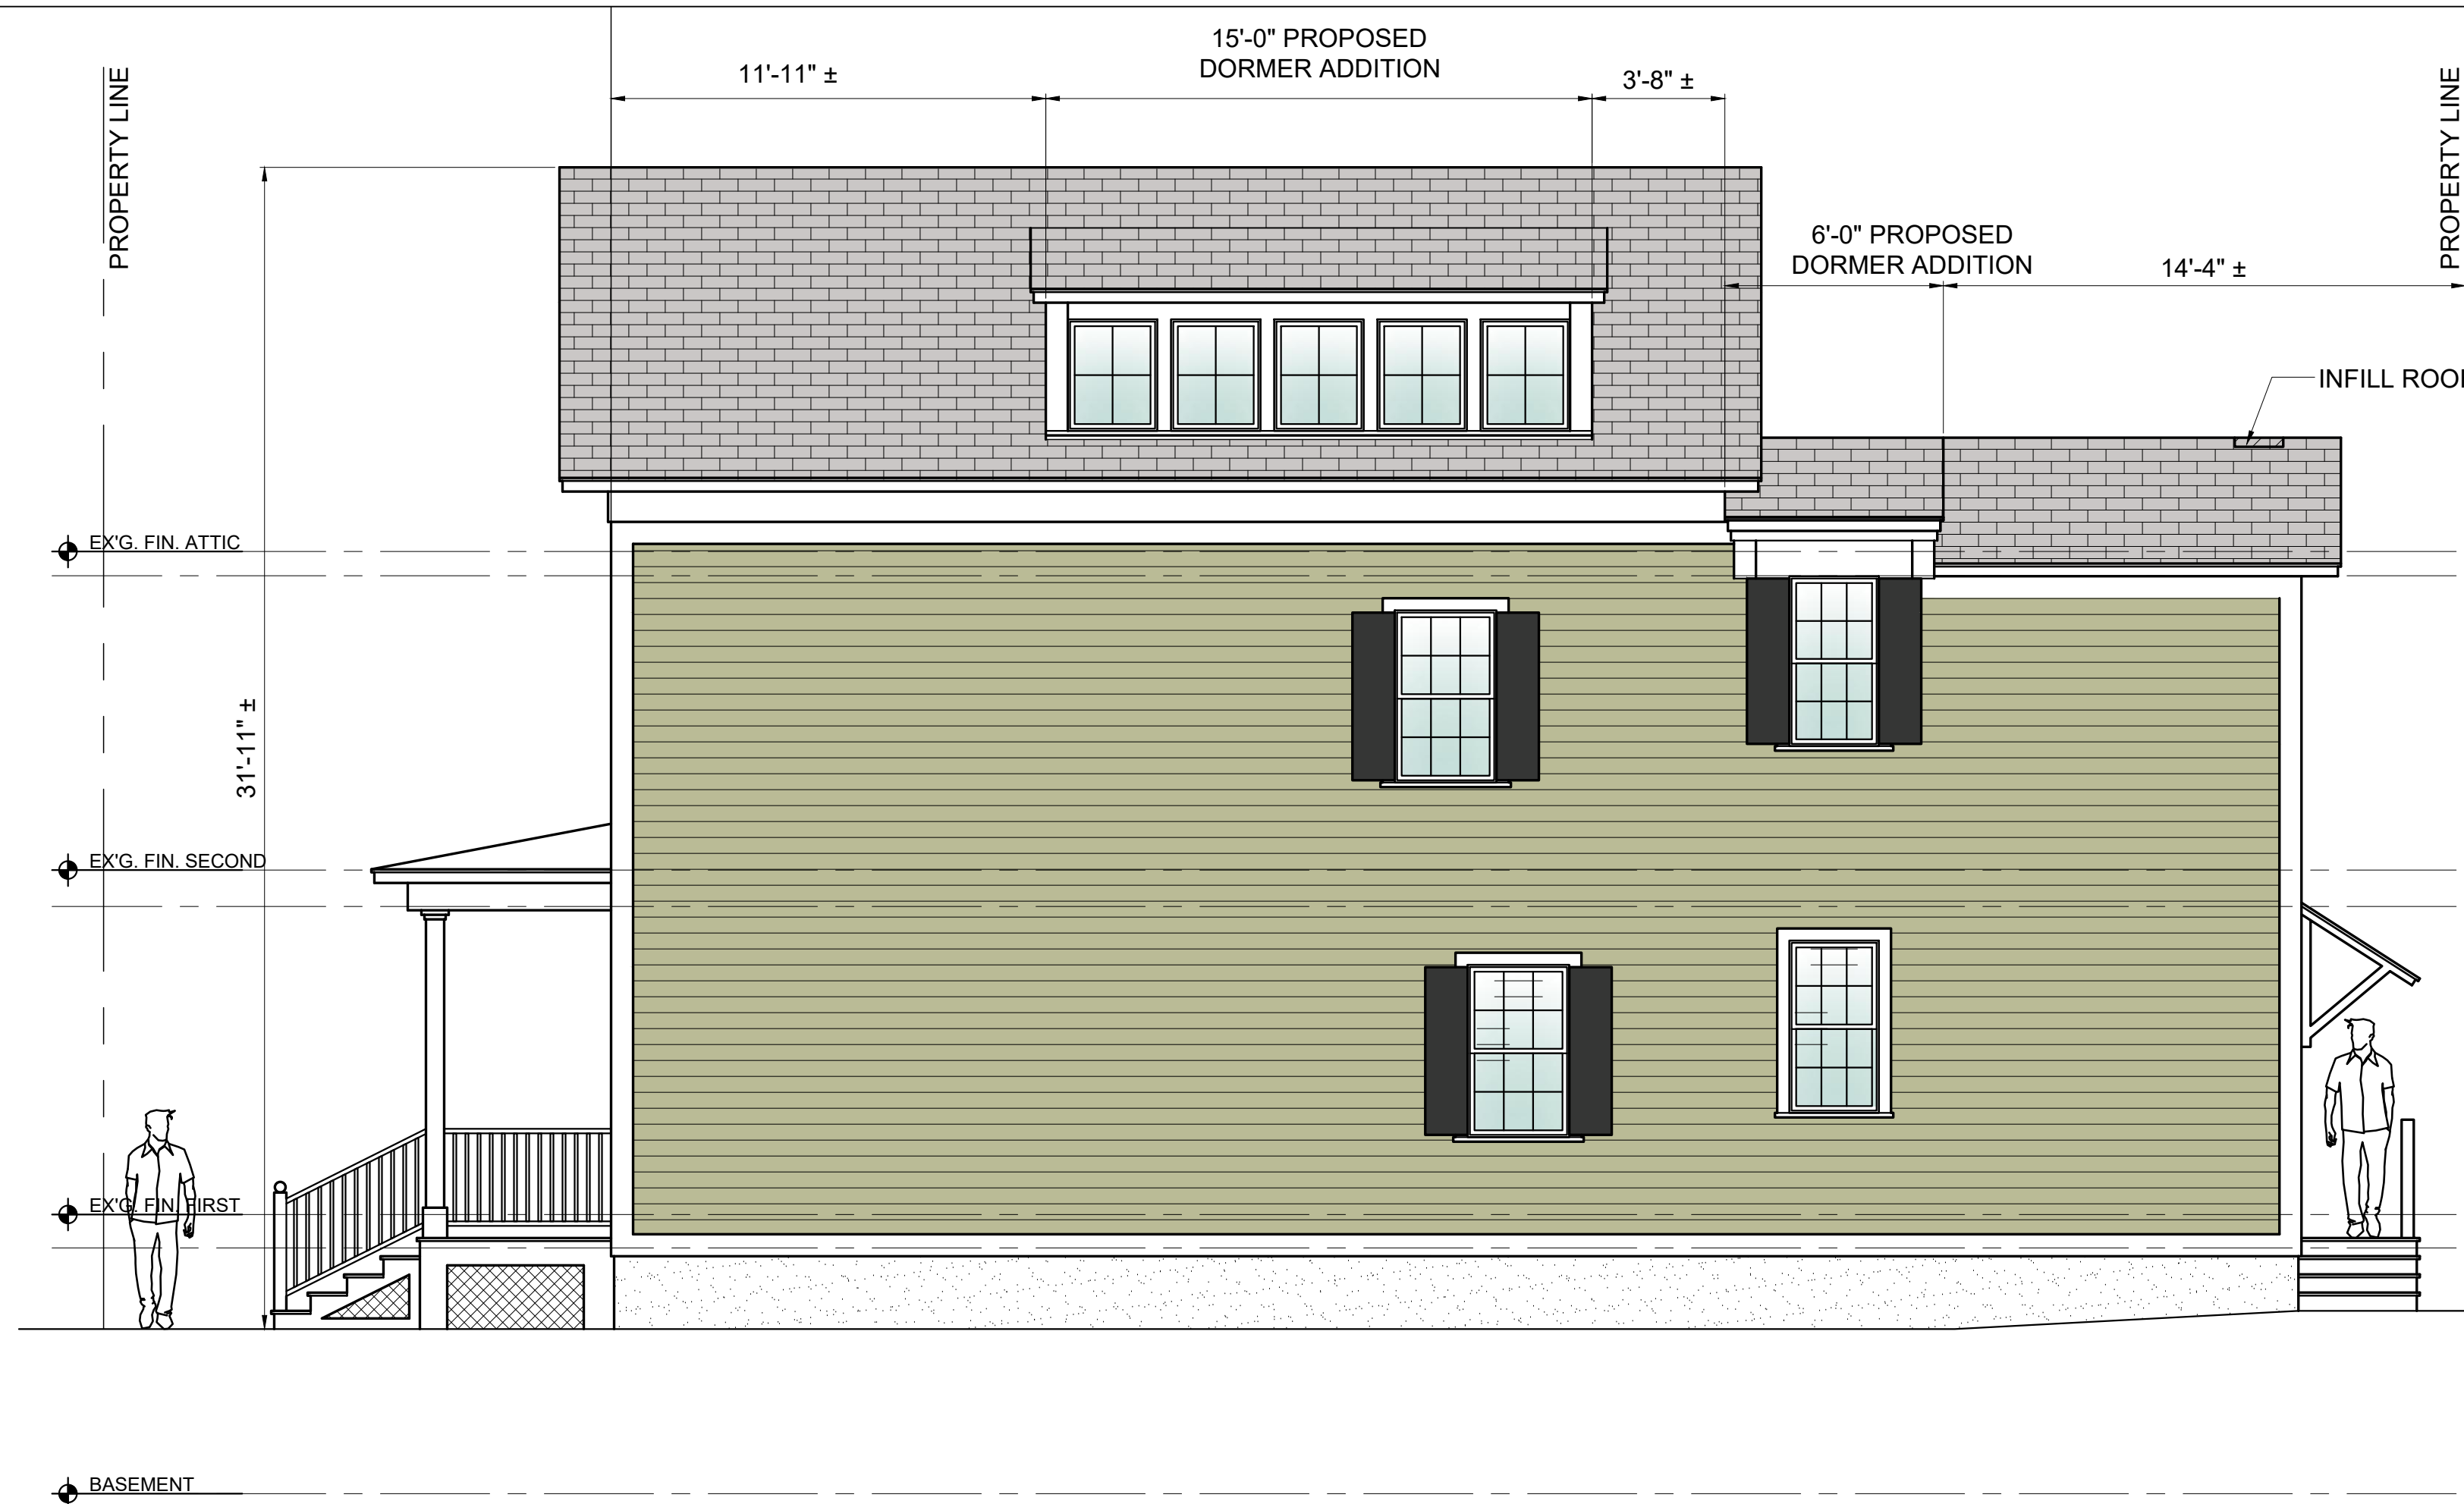 15'-0" PROPOSED
DORMER ADDITION
11'-11" ±
3'-8" ±
PROPERTY LINE
PROPERTY LINE
6'-0" PROPOSED
DORMER ADDITION
14'-4" ±
INFILL
EX'G. FIN. ATTIC
31'-11" ±
EX'G. FIN. SECOND
EX'G. FIN. FIRST
BASEMENT